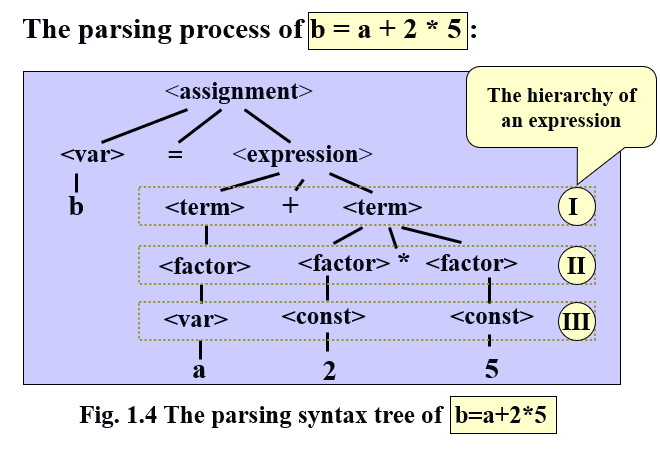 The parsing process of b = a + 2 * 5 :
The hierarchy of
an expression
<assignment>
<var> = <expression>
b <term> + <term> I
<factor> <factor> * <factor> II
<var> <const> <const> III
a 2 5
Fig. 1.4 The parsing syntax tree of b=a+2*5